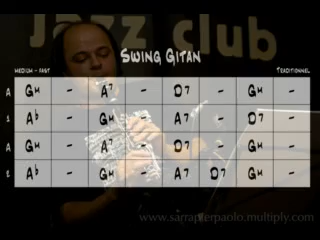 Jazz club
Swing Gitan
medium - fast Traditionnel
A Gm - A7 - D7 - Gm -
1 Ab - Gm - A7 - D7 -
A Gm - A7 - D7 - Gm -
2 Ab - Gm - A7 D7 Gm -
www.sarrapierpaolo.multiply.com